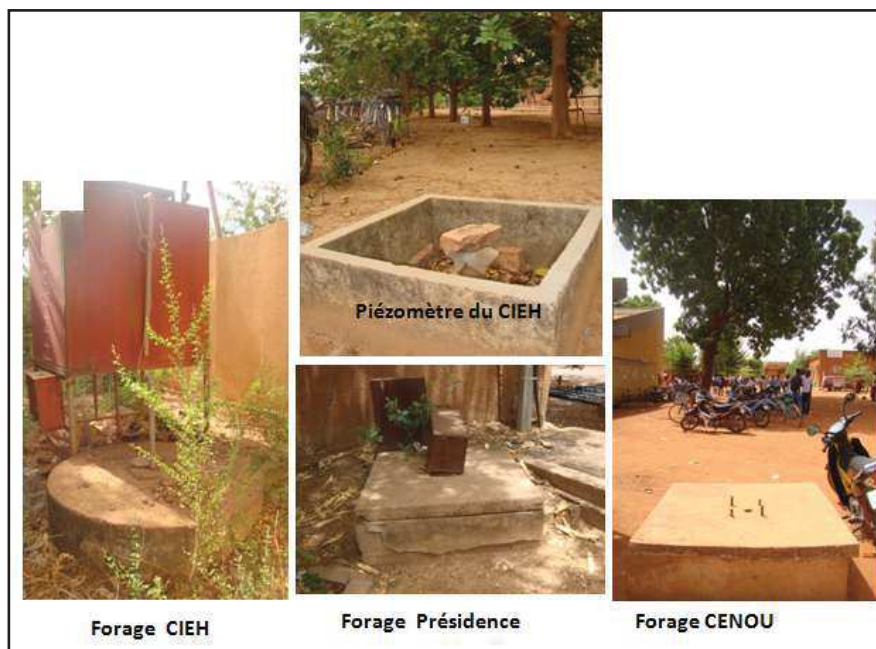 Piézomètre du CIEH
Forage CIEH
Forage Présidence
Forage CENOU